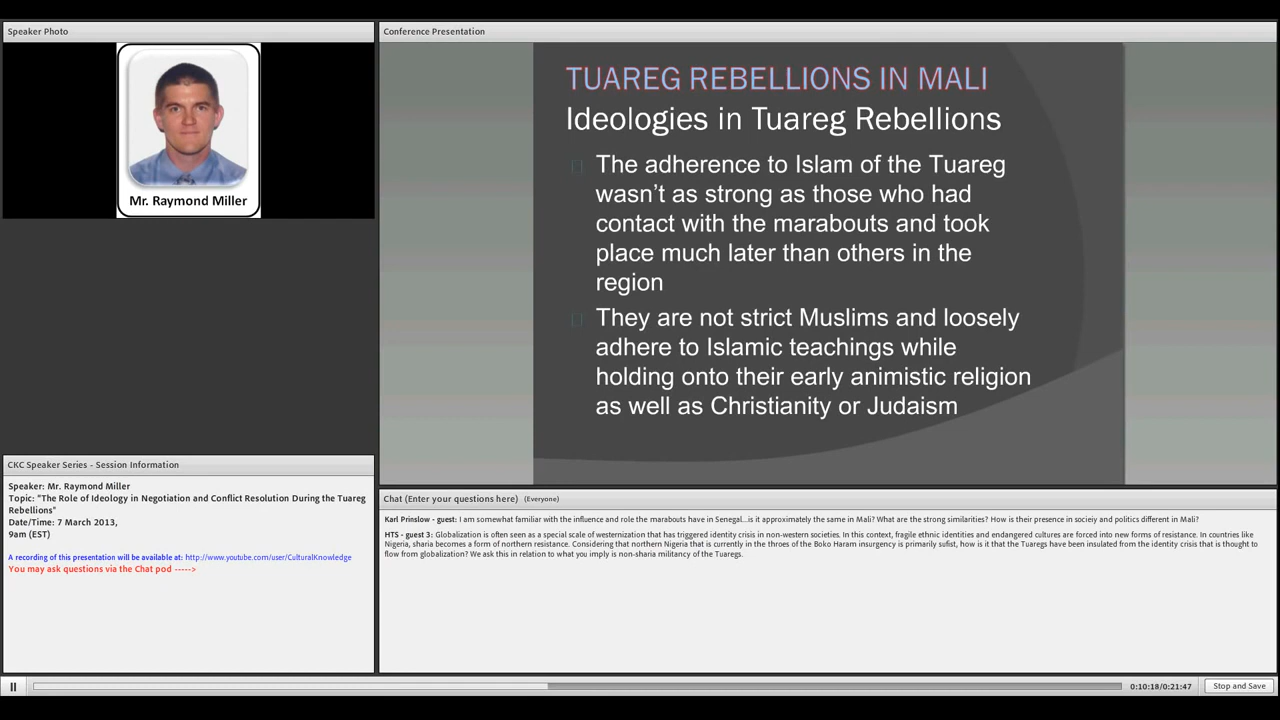 Speaker Photo
Mr. Raymond Miller
Conference Presentation
TUAREG REBELLIONS IN MALI
Ideologies in Tuareg Rebellions
The adherence to Islam of the Tuareg
wasn't as strong as those who had
contact with the marabouts and took
place much later than others in the
region
They are not strict Muslims and loosely
adhere to Islamic teachings while
holding onto their early animistic religion
as well as Christianity or Judaism
CKC Speaker Series - Session Information
Speaker: Mr. Raymond Miller
Topic: "The Role of Ideology in Negotiation and Conflict Resolution During the Tuareg
Rebellions"
Date/Time: 7 March 2013,
9am (EST)
A recording of this presentation will be available at: http://www.youtube.com/user/CulturalKnowledge
You may ask questions via the Chat pod ----->
Chat (Enter your questions here) (Everyone)
Karl Prinslow - guest: I am somewhat familiar with the influence and role the marabouts have in Senegal...is it approximately the same in Mali? What are the strong similarities? How is their presence in socieiy and politics different in Mali?
HTS - guest 3: Globalization is often seen as a special scale of westernization that has triggered identity crisis in non-western societies. In this context, fragile ethnic identities and endangered cultures are forced into new forms of resistance. In countries like
Nigeria, sharia becomes a form of northern resistance. Considering that northern Nigeria that is currently in the throes of the Boko Haram insurgency is primarily sufist, how is it that the Tuaregs have been insulated from the identity crisis that is thought to
flow from globalization? We ask this in relation to what you imply is non-sharia militancy of the Tuaregs.
0:10:18/0:21:47
Stop and Save